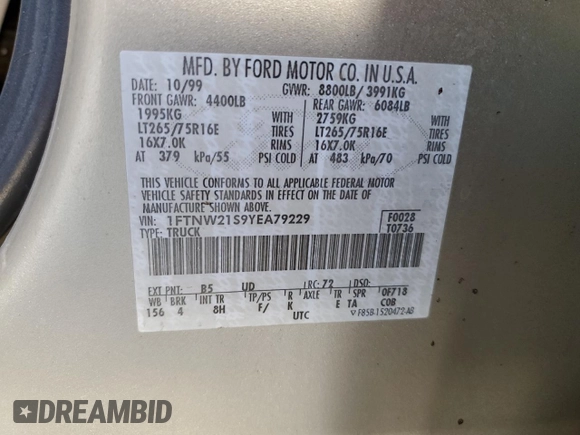 MFD. BY FORD MOTOR CO. IN U.S.A.
DATE: 10/99 GVWR: 8800LB/ 3991KG
FRONT GAWR: 4400LB REAR GAWR: 6084LB
1995KG WITH 2759KG WITH
LT265/75R16E TIRES LT265/75R16E TIRES
16X7.0K RIMS 16X7.0K RIMS
AT 379 kPa/55 PSI COLD AT 483 kPa/70 PSI COLD
THIS VEHICLE CONFORMS TO ALL APPLICABLE FEDERAL MOTOR
VEHICLE SAFETY STANDARDS IN EFFECT ON THE DATE OF
MANUFACTURE SHOWN ABOVE.
VIN: 1FTNW21S9YEA79229 F0028
TYPE: TRUCK T0736
EXT PNT: B5 UD RC: 72 DSO:
WB BRK INT TR TP/PS R AXLE TR SPR OF718
156 4 8H F/ K E TA COB
UTC F85B-1520472-AB
DREAMBID